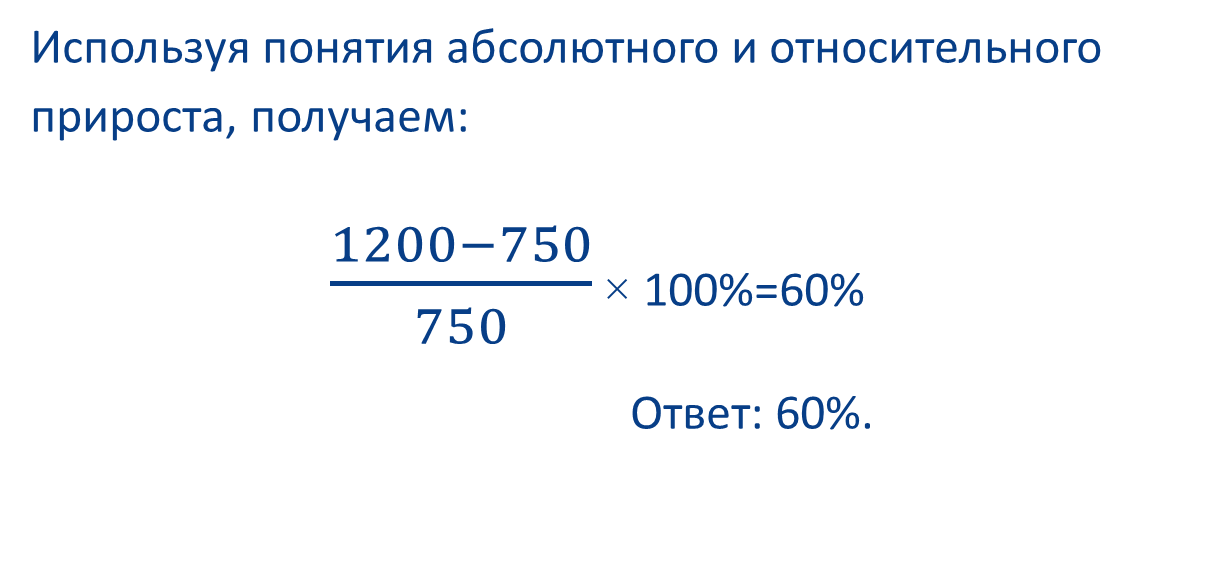 Используя понятия абсолютного и относительного
прироста, получаем:
1200−750
750
× 100%=60%
Ответ: 60%.